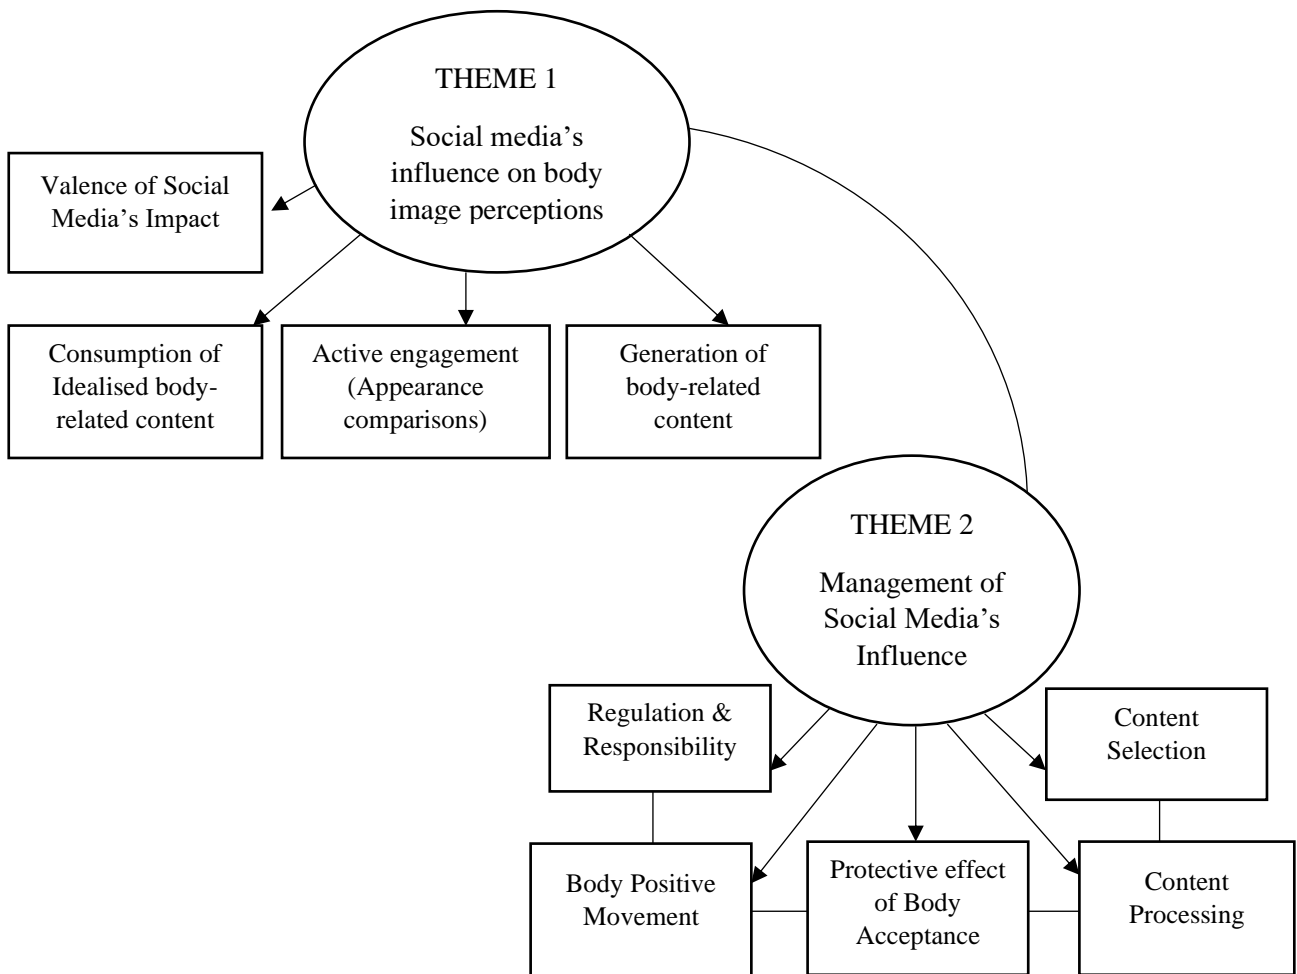 THEME 1
Social media’s
influence on body
image perceptions
Valence of Social
Media’s Impact
Consumption of
Idealised body-
related content
Active engagement
(Appearance
comparisons)
Generation of
body-related
content
THEME 2
Management of
Social Media’s
Influence
Regulation &
Responsibility
Content
Selection
Body Positive
Movement
Protective effect
of Body
Acceptance
Content
Processing